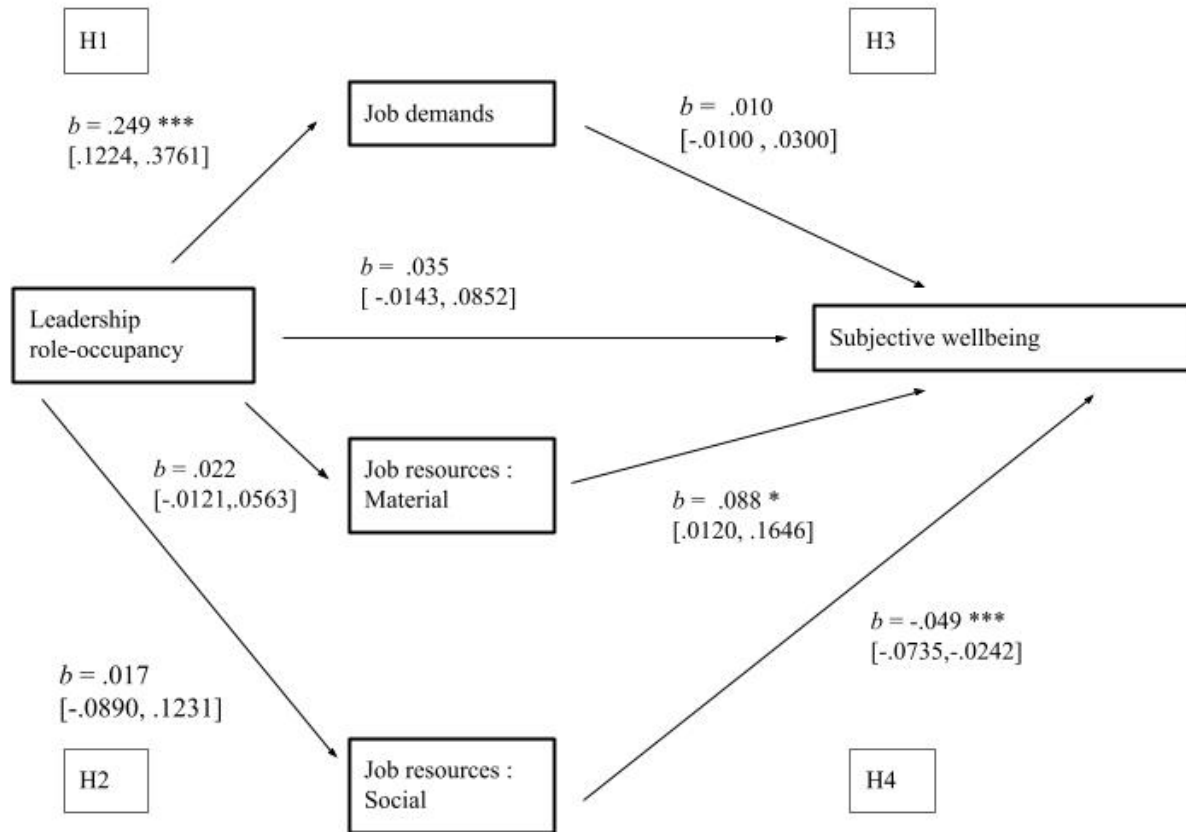 H1
H3
Job demands
b = .249 ***
[.1224, .3761]
b = .010
[-.0100 , .0300]
b = .035
[ -.0143, .0852]
Leadership
role-occupancy
Subjective wellbeing
b = .022
[-.0121,.0563]
Job resources :
Material
b = .088 *
[.0120, .1646]
b = -.049 ***
[-.0735,-.0242]
b = .017
[-.0890, .1231]
H2
Job resources :
Social
H4